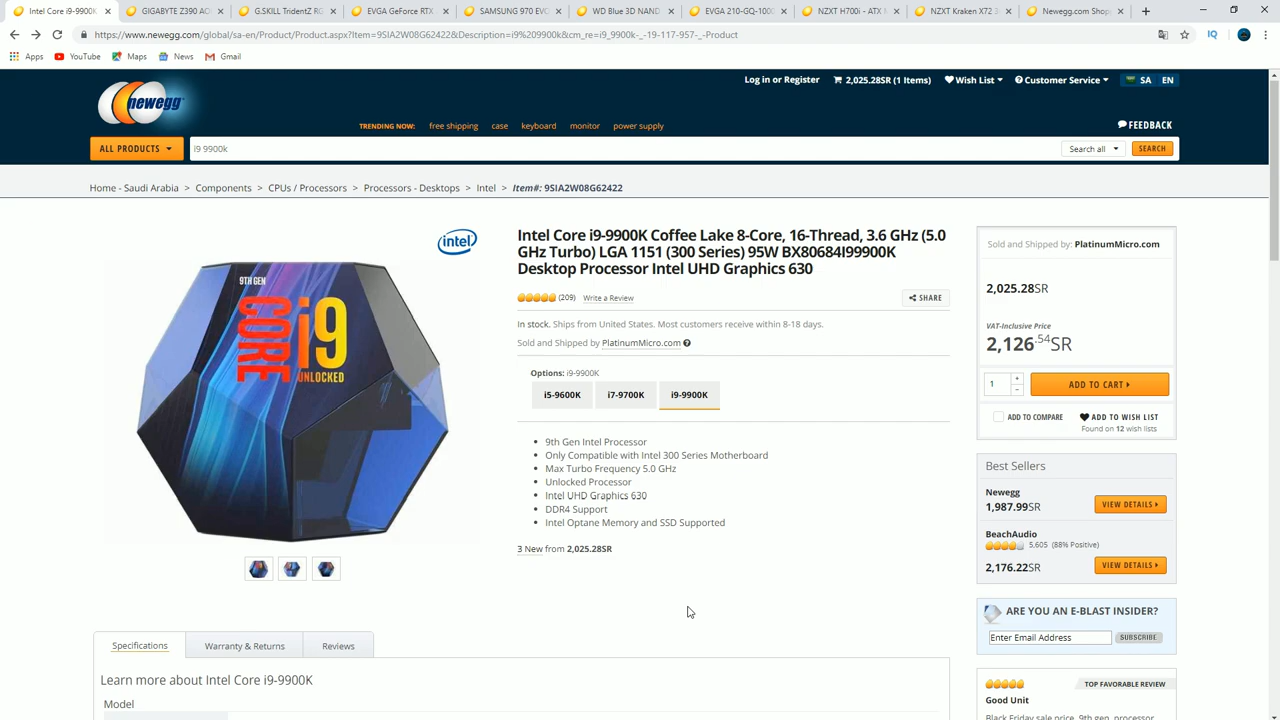 Intel Core i9-9900K
GIGABYTE Z390 AO
G.SKILL TridentZ RG
EVGA GeForce RTX
SAMSUNG 970 EVO
WD Blue 3D NAND
EVGA 210-GQ-100
NZXT H700i - ATX M
NZXT Kraken X72 3
Newegg.com Shop
https://www.newegg.com/global/sa-en/Product/Product.aspx?Item=9SIA2W08G62422&Description=i9%209900k&cm_re=i9_9900k-_-19-117-957-_-Product
Apps YouTube Maps News Gmail
Log in or Register 2,025.28SR (1 Items) Wish List Customer Service SA EN
newegg
TRENDING NOW: free shipping case keyboard monitor power supply
FEEDBACK
ALL PRODUCTS i9 9900k Search all SEARCH
Home - Saudi Arabia > Components > CPUs / Processors > Processors - Desktops > Intel > Item#: 9SIA2W08G62422
intel
9TH GEN
CORE i9
UNLOCKED
Intel Core i9-9900K Coffee Lake 8-Core, 16-Thread, 3.6 GHz (5.0
GHz Turbo) LGA 1151 (300 Series) 95W BX80684I99900K
Desktop Processor Intel UHD Graphics 630
(209) Write a Review SHARE
In stock. Ships from United States. Most customers receive within 8-18 days.
Sold and Shipped by PlatinumMicro.com
Options: i9-9900K
i5-9600K i7-9700K i9-9900K
9th Gen Intel Processor
Only Compatible with Intel 300 Series Motherboard
Max Turbo Frequency 5.0 GHz
Unlocked Processor
Intel UHD Graphics 630
DDR4 Support
Intel Optane Memory and SSD Supported
3 New from 2,025.28SR
Specifications Warranty & Returns Reviews
Learn more about Intel Core i9-9900K
Model
Sold and Shipped by: PlatinumMicro.com
2,025.28SR
VAT-Inclusive Price
2,126.54SR
1 ADD TO CART
ADD TO COMPARE ADD TO WISH LIST
Found on 12 wish lists
Best Sellers
Newegg
1,987.99SR VIEW DETAILS
BeachAudio
5,605 (88% Positive)
2,176.22SR VIEW DETAILS
ARE YOU AN E-BLAST INSIDER?
Enter Email Address SUBSCRIBE
TOP FAVORABLE REVIEW
Good Unit
Black Friday sale price, 9th gen, processor